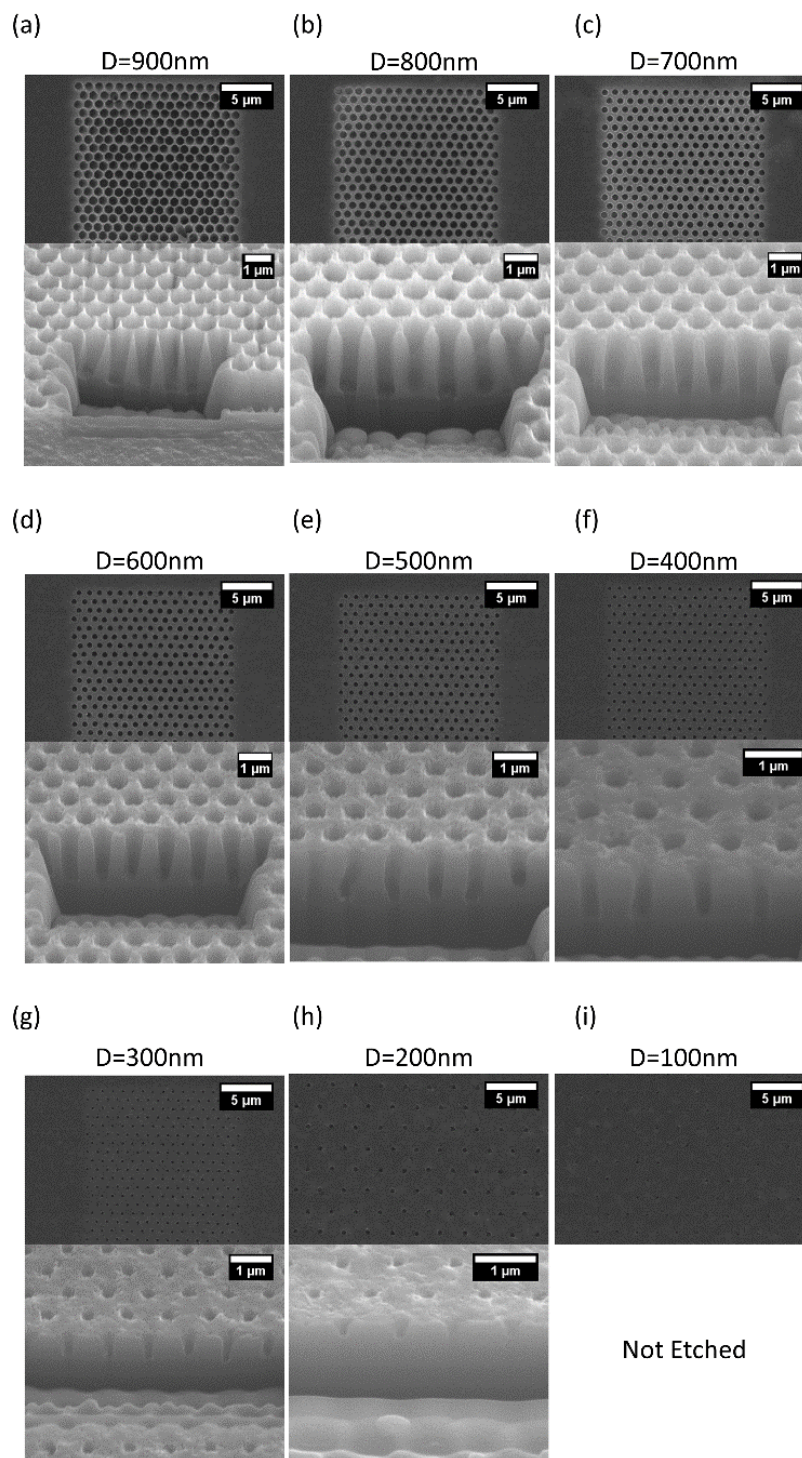 (a)
(b)
(c)
D=900nm
D=800nm
D=700nm
5 µm
5 µm
5 µm
1 µm
1 µm
1 µm
(d)
(e)
(f)
D=600nm
D=500nm
D=400nm
5 µm
5 µm
5 µm
1 µm
1 µm
1 µm
(g)
(h)
(i)
D=300nm
D=200nm
D=100nm
5 µm
5 µm
5 µm
1 µm
1 µm
Not Etched